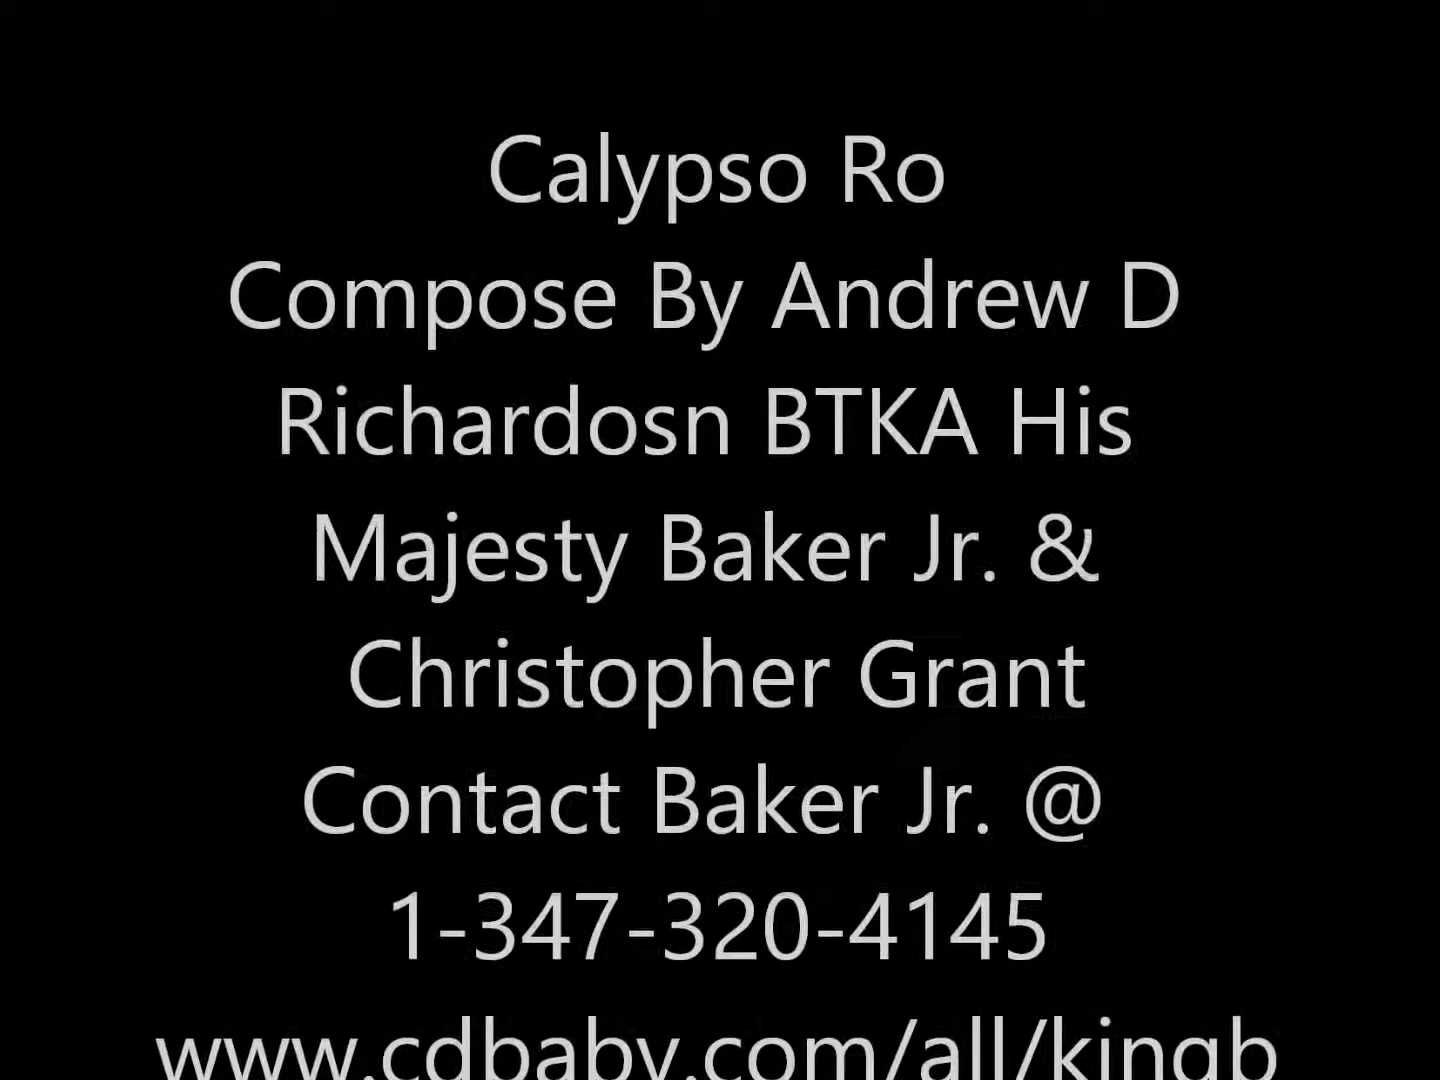 Calypso Ro
Compose By Andrew D
Richardosn BTKA His
Majesty Baker Jr. &
Christopher Grant
Contact Baker Jr. @
1-347-320-4145
www.cdbaby.com/all/kingb